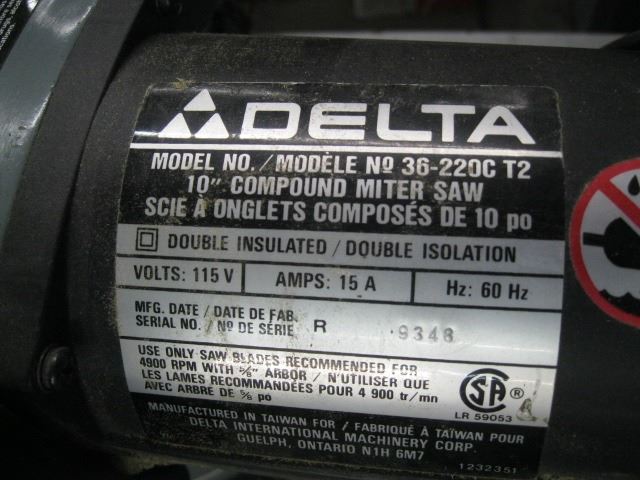 DELTA
MODEL NO. / MODÈLE Nº 36-220C T2
10" COMPOUND MITER SAW
SCIE À ONGLETS COMPOSÉS DE 10 po
DOUBLE INSULATED / DOUBLE ISOLATION
VOLTS: 115 V AMPS: 15 A Hz: 60 Hz
MFG. DATE / DATE DE FAB.
SERIAL NO. / Nº DE SÉRIE R 9348
USE ONLY SAW BLADES RECOMMENDED FOR
4900 RPM WITH 5/8" ARBOR / N'UTILISER QUE
LES LAMES RECOMMANDÉES POUR 4 900 tr/mn
AVEC ARBRE DE 5/8 po
SA
LR 59053
MANUFACTURED IN TAIWAN FOR / FABRIQUÉ À TAÏWAN POUR
DELTA INTERNATIONAL MACHINERY CORP.
GUELPH, ONTARIO N1H 6M7
1232351